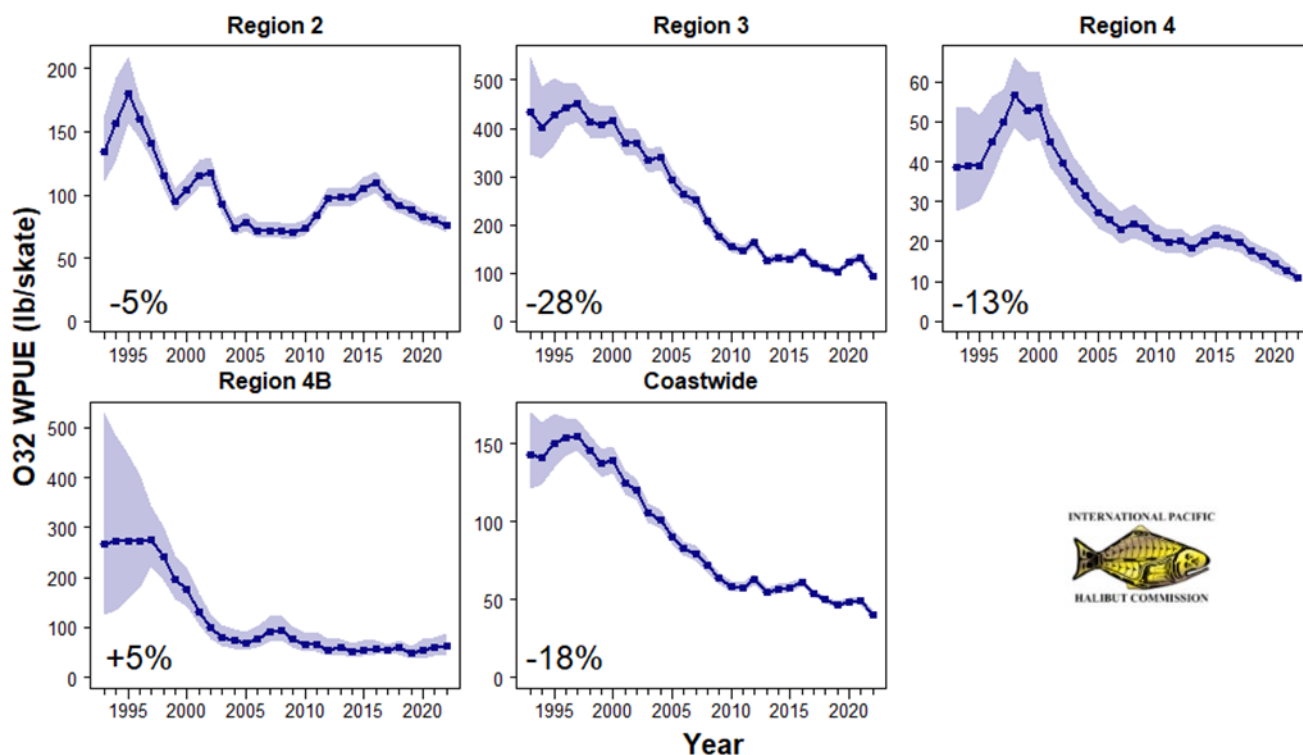 Region 2
Region 3
Region 4
O32 WPUE (lb/skate)
200
150
100
50
0
-5%
1995 2000 2005 2010 2015 2020
500
400
300
200
100
0
-28%
1995 2000 2005 2010 2015 2020
60
50
40
30
20
10
0
-13%
1995 2000 2005 2010 2015 2020
Region 4B
Coastwide
500
400
300
200
100
0
+5%
1995 2000 2005 2010 2015 2020
150
100
50
0
-18%
1995 2000 2005 2010 2015 2020
INTERNATIONAL PACIFIC
HALIBUT COMMISSION
Year